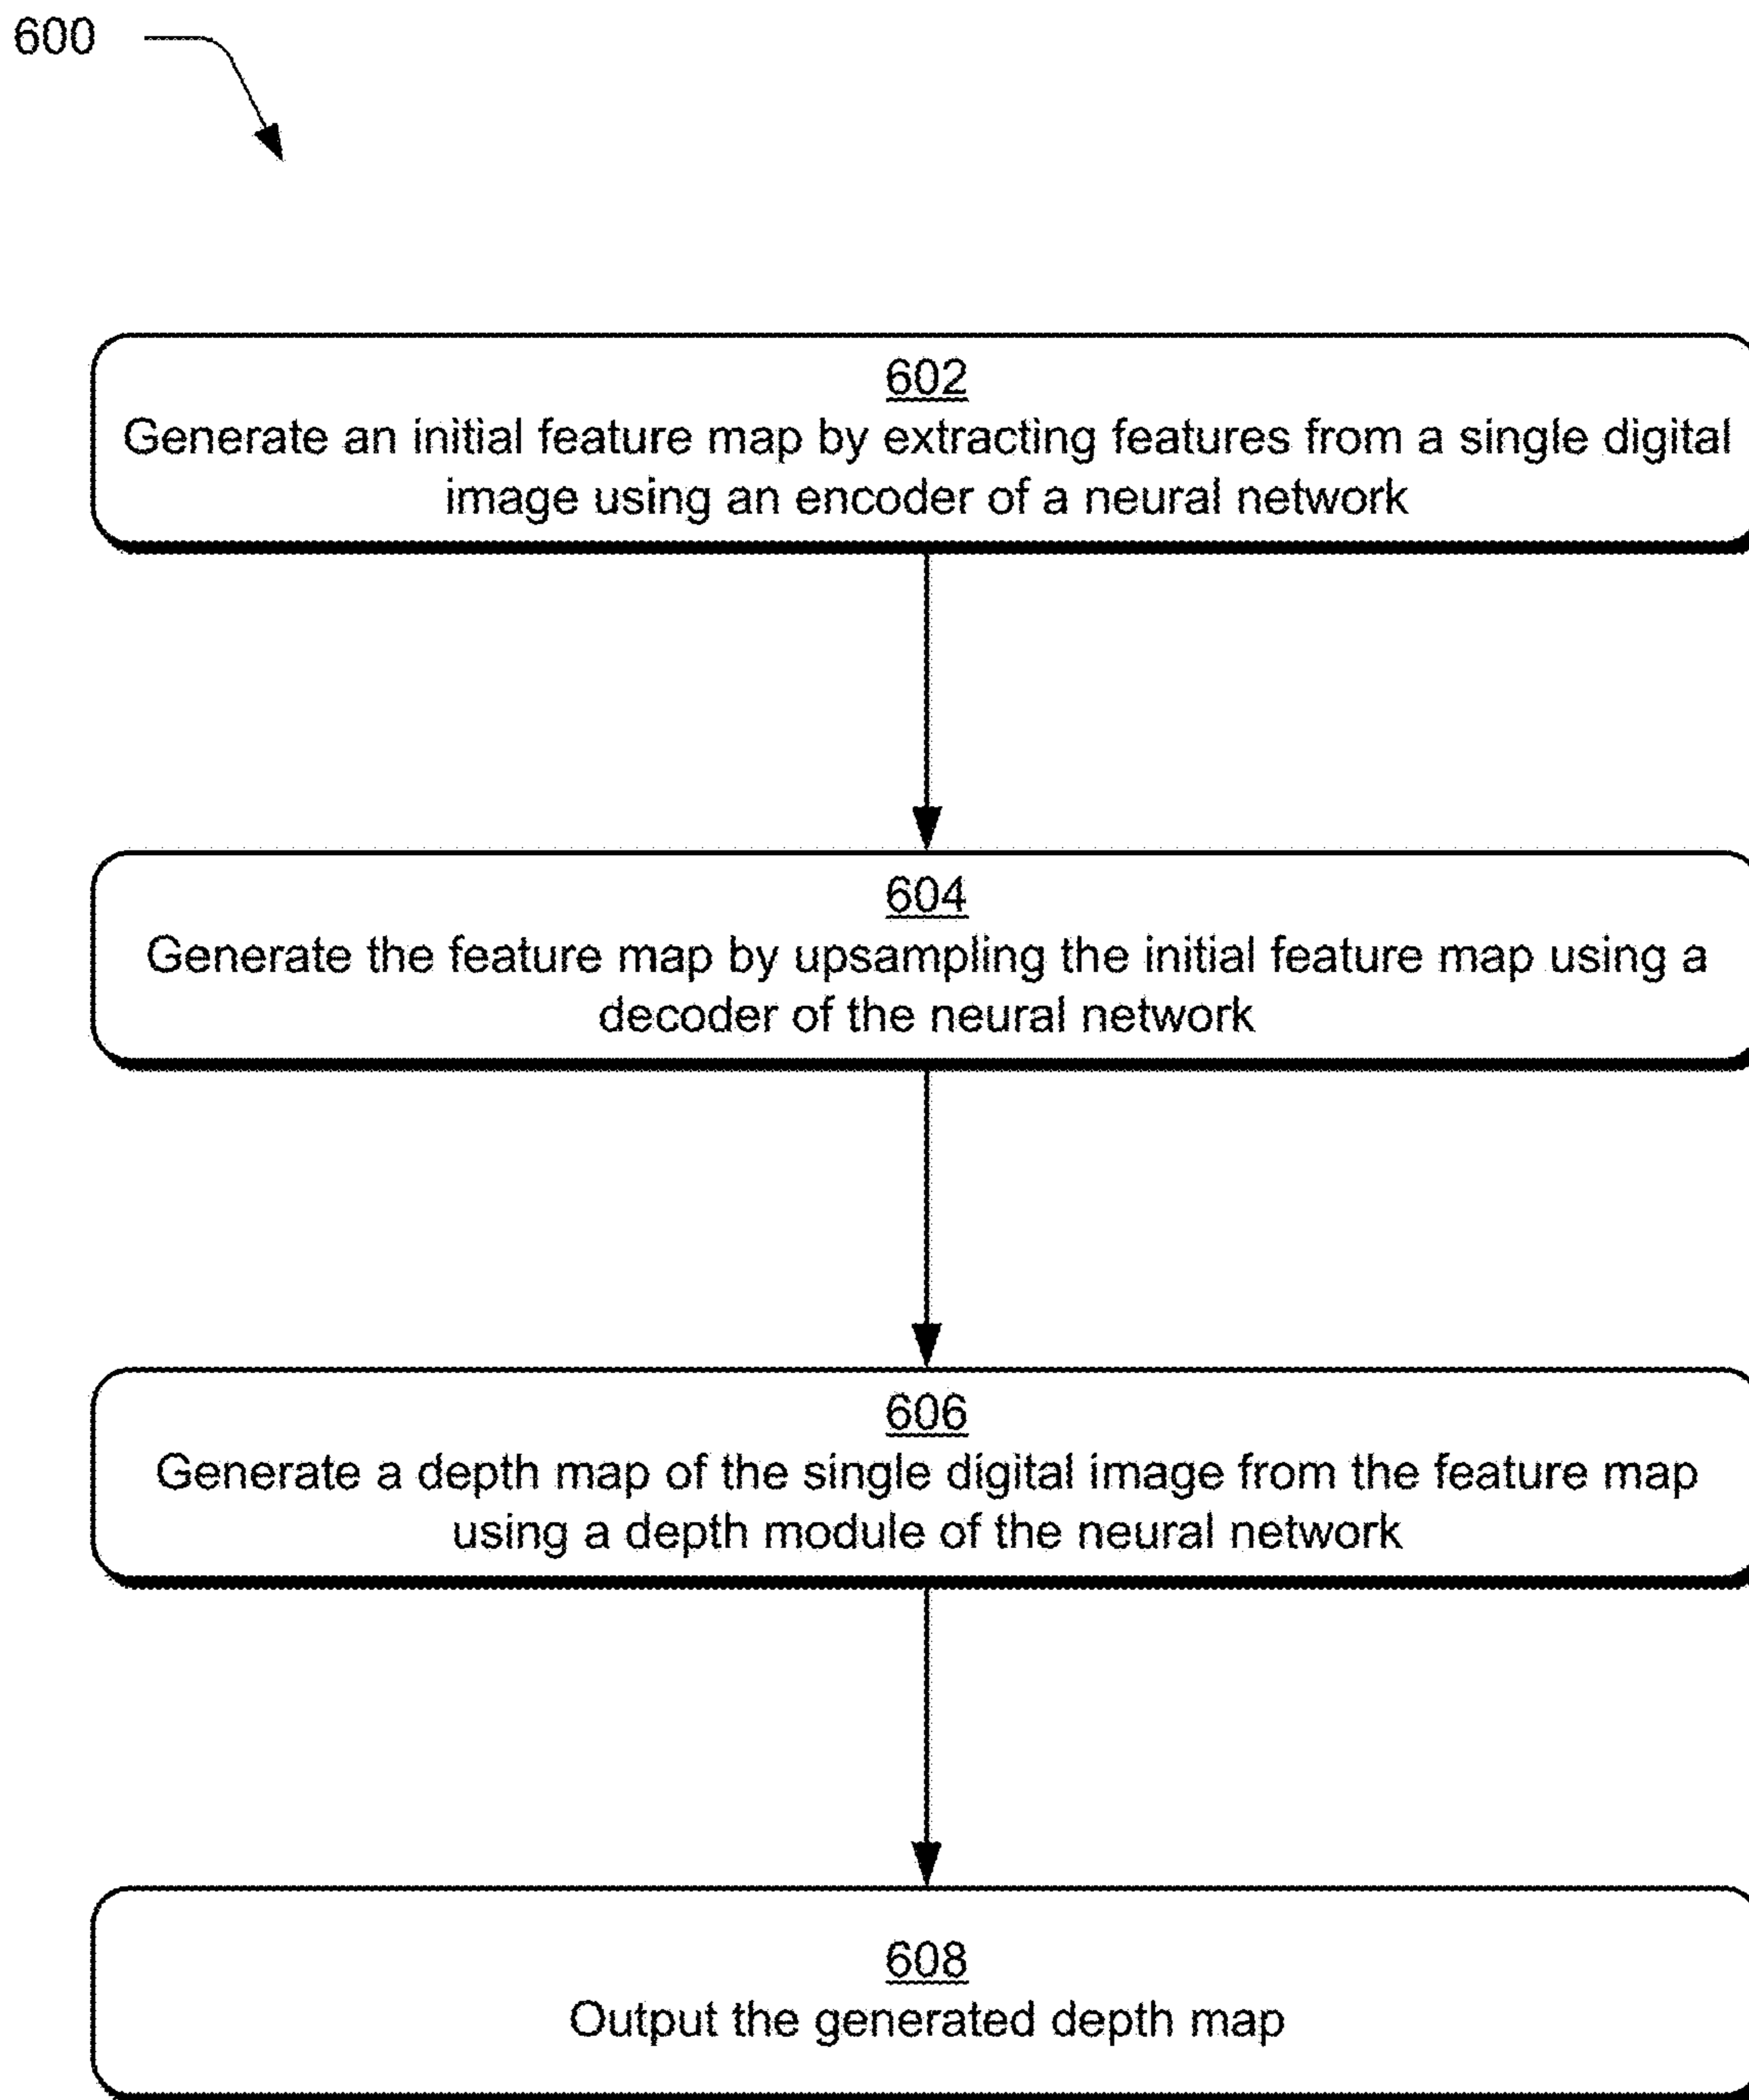 600
602
Generate an initial feature map by extracting features from a single digital
image using an encoder of a neural network
604
Generate the feature map by upsampling the initial feature map using a
decoder of the neural network
606
Generate a depth map of the single digital image from the feature map
using a depth module of the neural network
608
Output the generated depth map